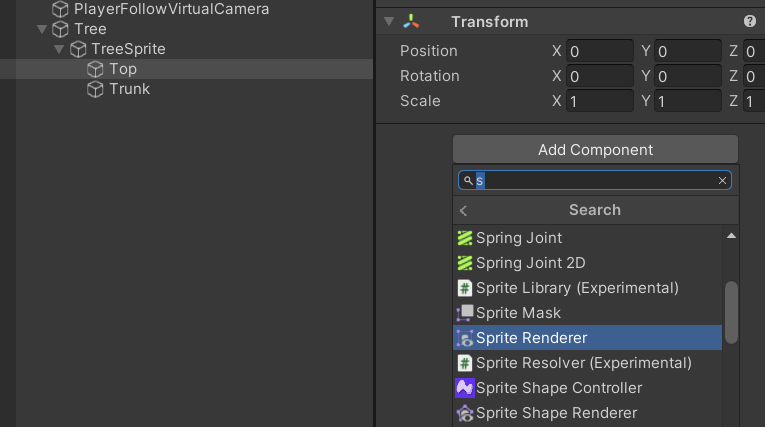 PlayerFollowVirtualCamera
Tree
TreeSprite
Top
Trunk
Transform
Position X 0 Y 0 Z 0
Rotation X 0 Y 0 Z 0
Scale X 1 Y 1 Z 1
Add Component
s
Search
Spring Joint
Spring Joint 2D
Sprite Library (Experimental)
Sprite Mask
Sprite Renderer
Sprite Resolver (Experimental)
Sprite Shape Controller
Sprite Shape Renderer